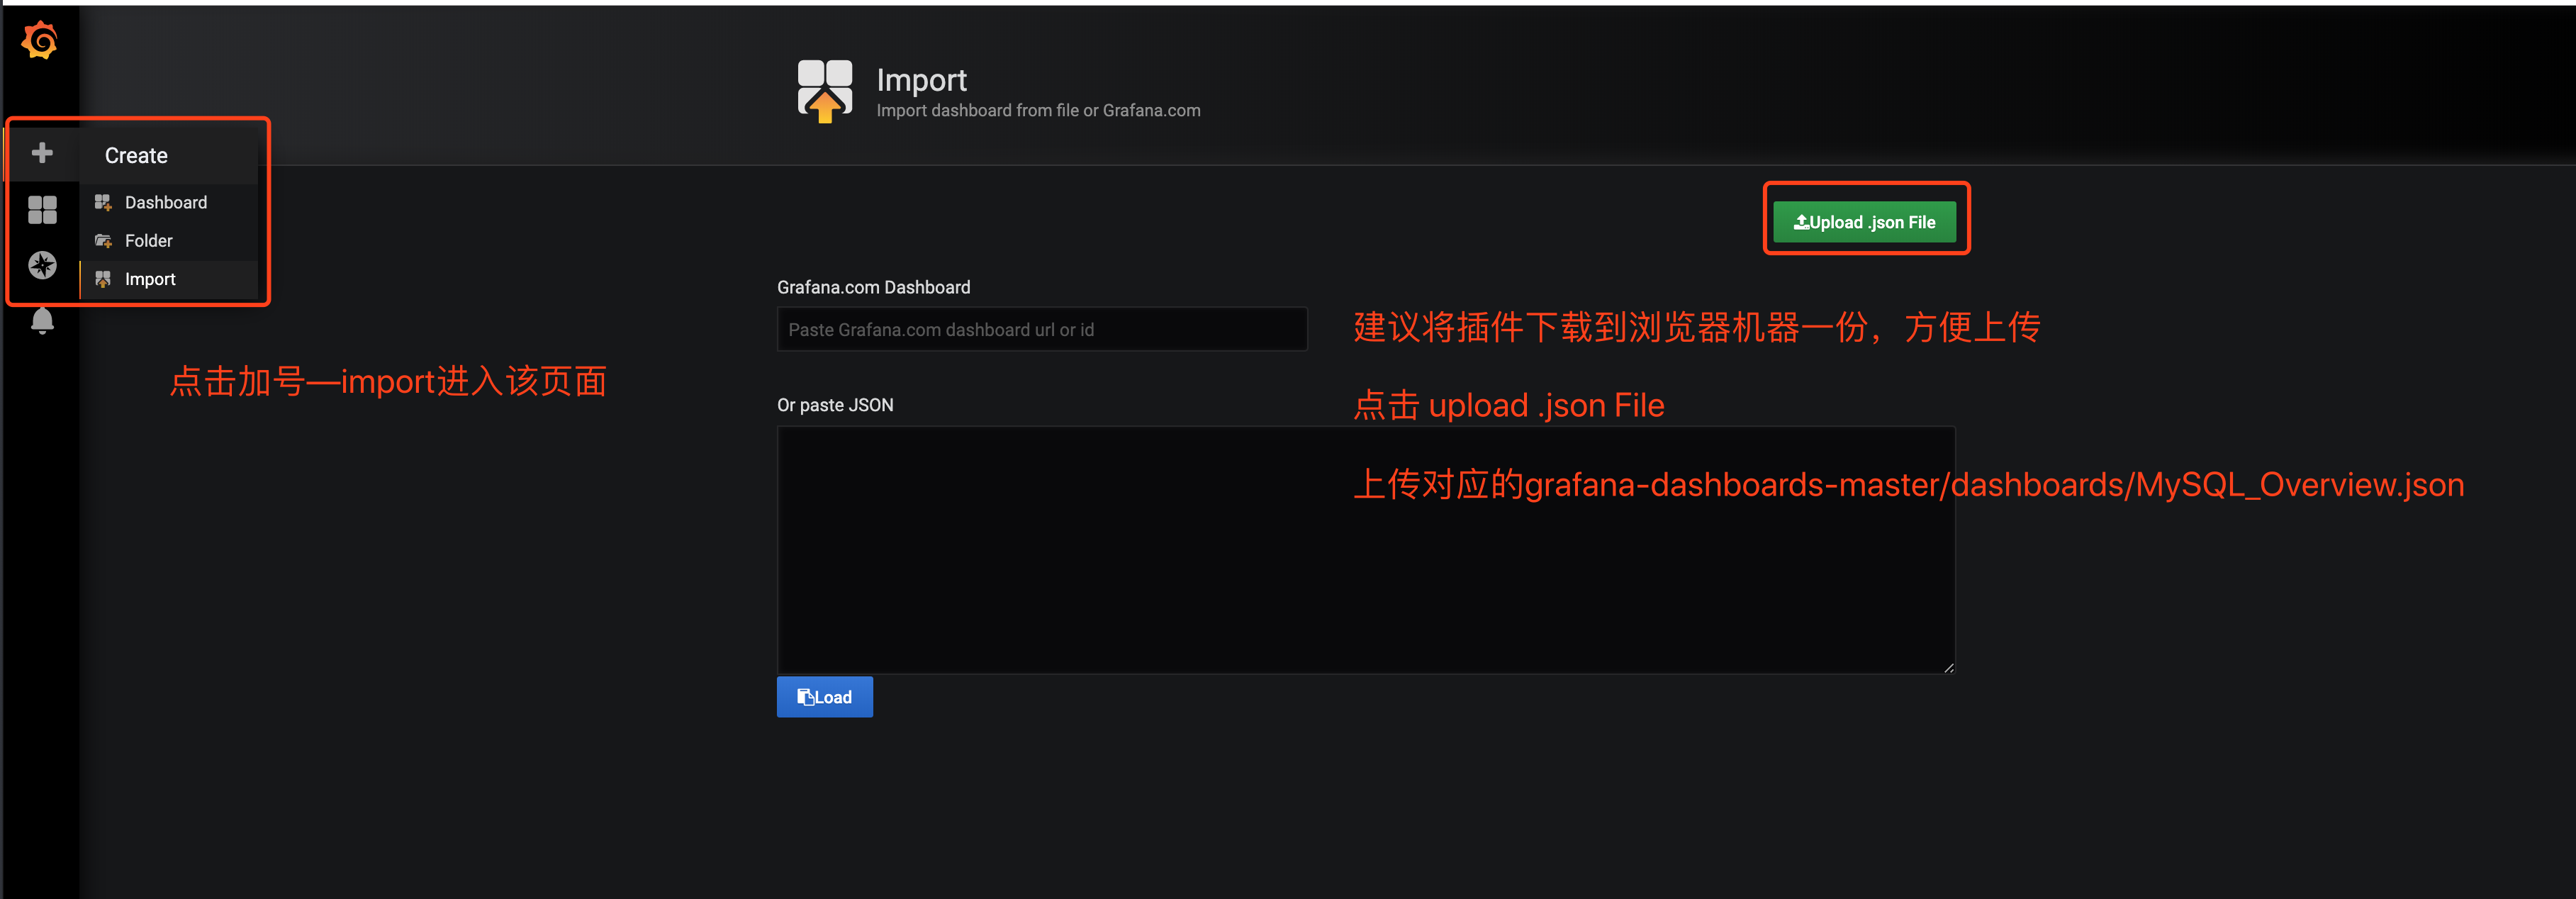 Import
Import dashboard from file or Grafana.com
Create
Dashboard
Folder
Import
Upload .json File
Grafana.com Dashboard
Paste Grafana.com dashboard url or id
建议将插件下载到浏览器机器一份，方便上传
点击加号—import进入该页面
Or paste JSON
点击 upload .json File
上传对应的grafana-dashboards-master/dashboards/MySQL_Overview.json
Load